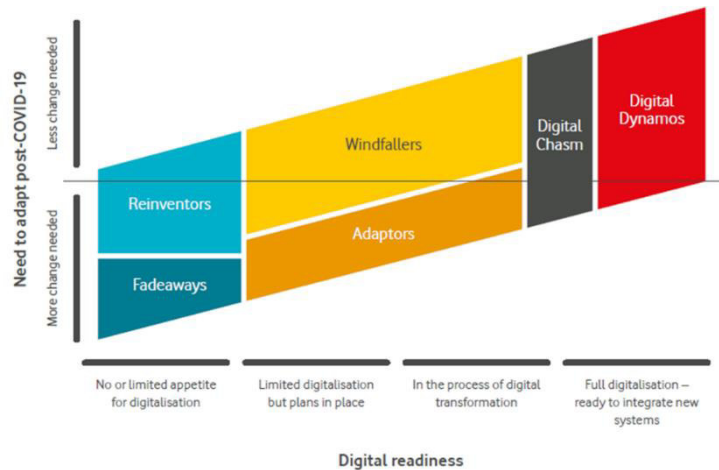 Need to adapt post-COVID-19
Less change needed
More change needed
Reinventors
Fadeaways
Windfallers
Adaptors
Digital
Chasm
Digital
Dynamos
No or limited appetite
for digitalisation
Limited digitalisation
but plans in place
In the process of digital
transformation
Full digitalisation –
ready to integrate new
systems
Digital readiness